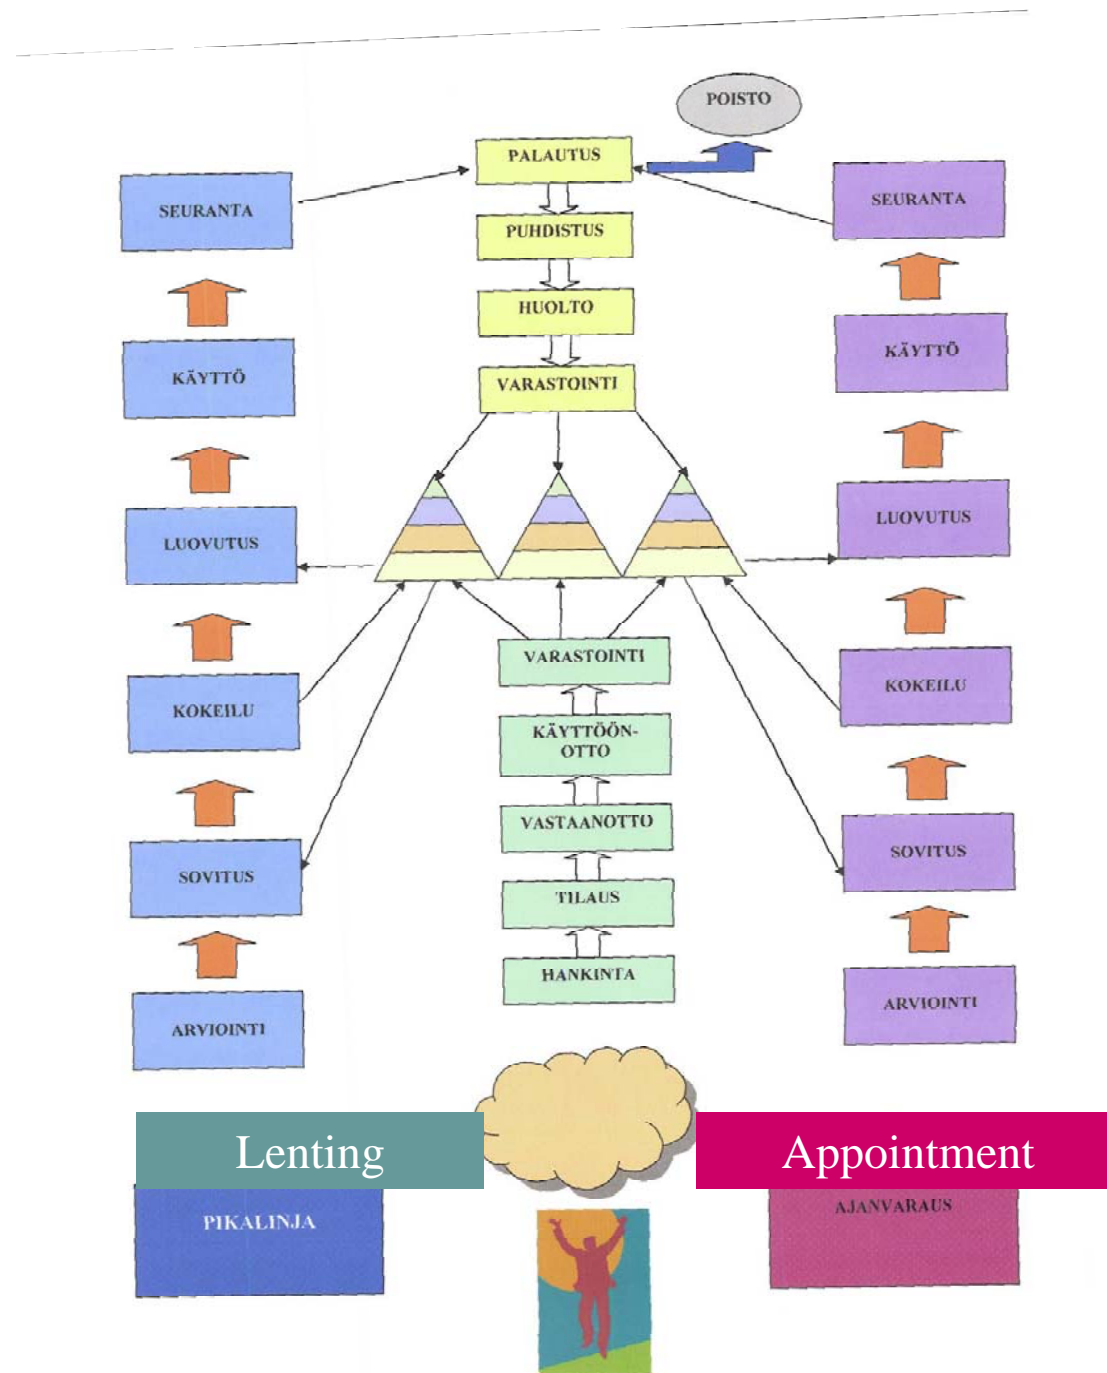 POISTO
PALAUTUS
SEURANTA
SEURANTA
PUHDISTUS
HUOLTO
KÄYTTÖ
VARASTOINTI
KÄYTTÖ
LUOVUTUS
LUOVUTUS
VARASTOINTI
KOKEILU
KÄYTTÖÖN-
OTTO
KOKEILU
VASTAANOTTO
SOVITUS
TILAUS
SOVITUS
HANKINTA
ARVIOINTI
ARVIOINTI
Lenting
Appointment
PIKALINJA
AJANVARAUS